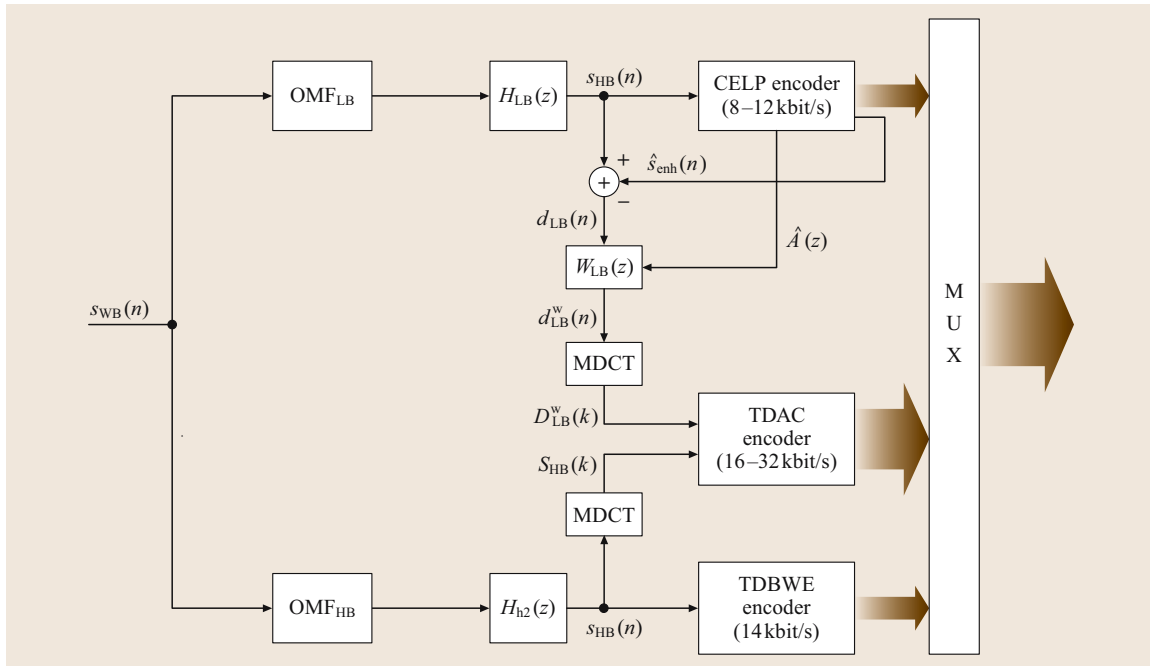 OMF_LB
H_LB(z)
s_HB(n)
CELP encoder
(8–12 kbit/s)
+
ŝ_enh(n)
+
−
d_LB(n)
Â(z)
W_LB(z)
M
U
X
s_WB(n)
d^w_LB(n)
MDCT
D^w_LB(k)
TDAC
encoder
(16–32 kbit/s)
S_HB(k)
MDCT
OMF_HB
H_h2(z)
s_HB(n)
TDBWE
encoder
(14 kbit/s)